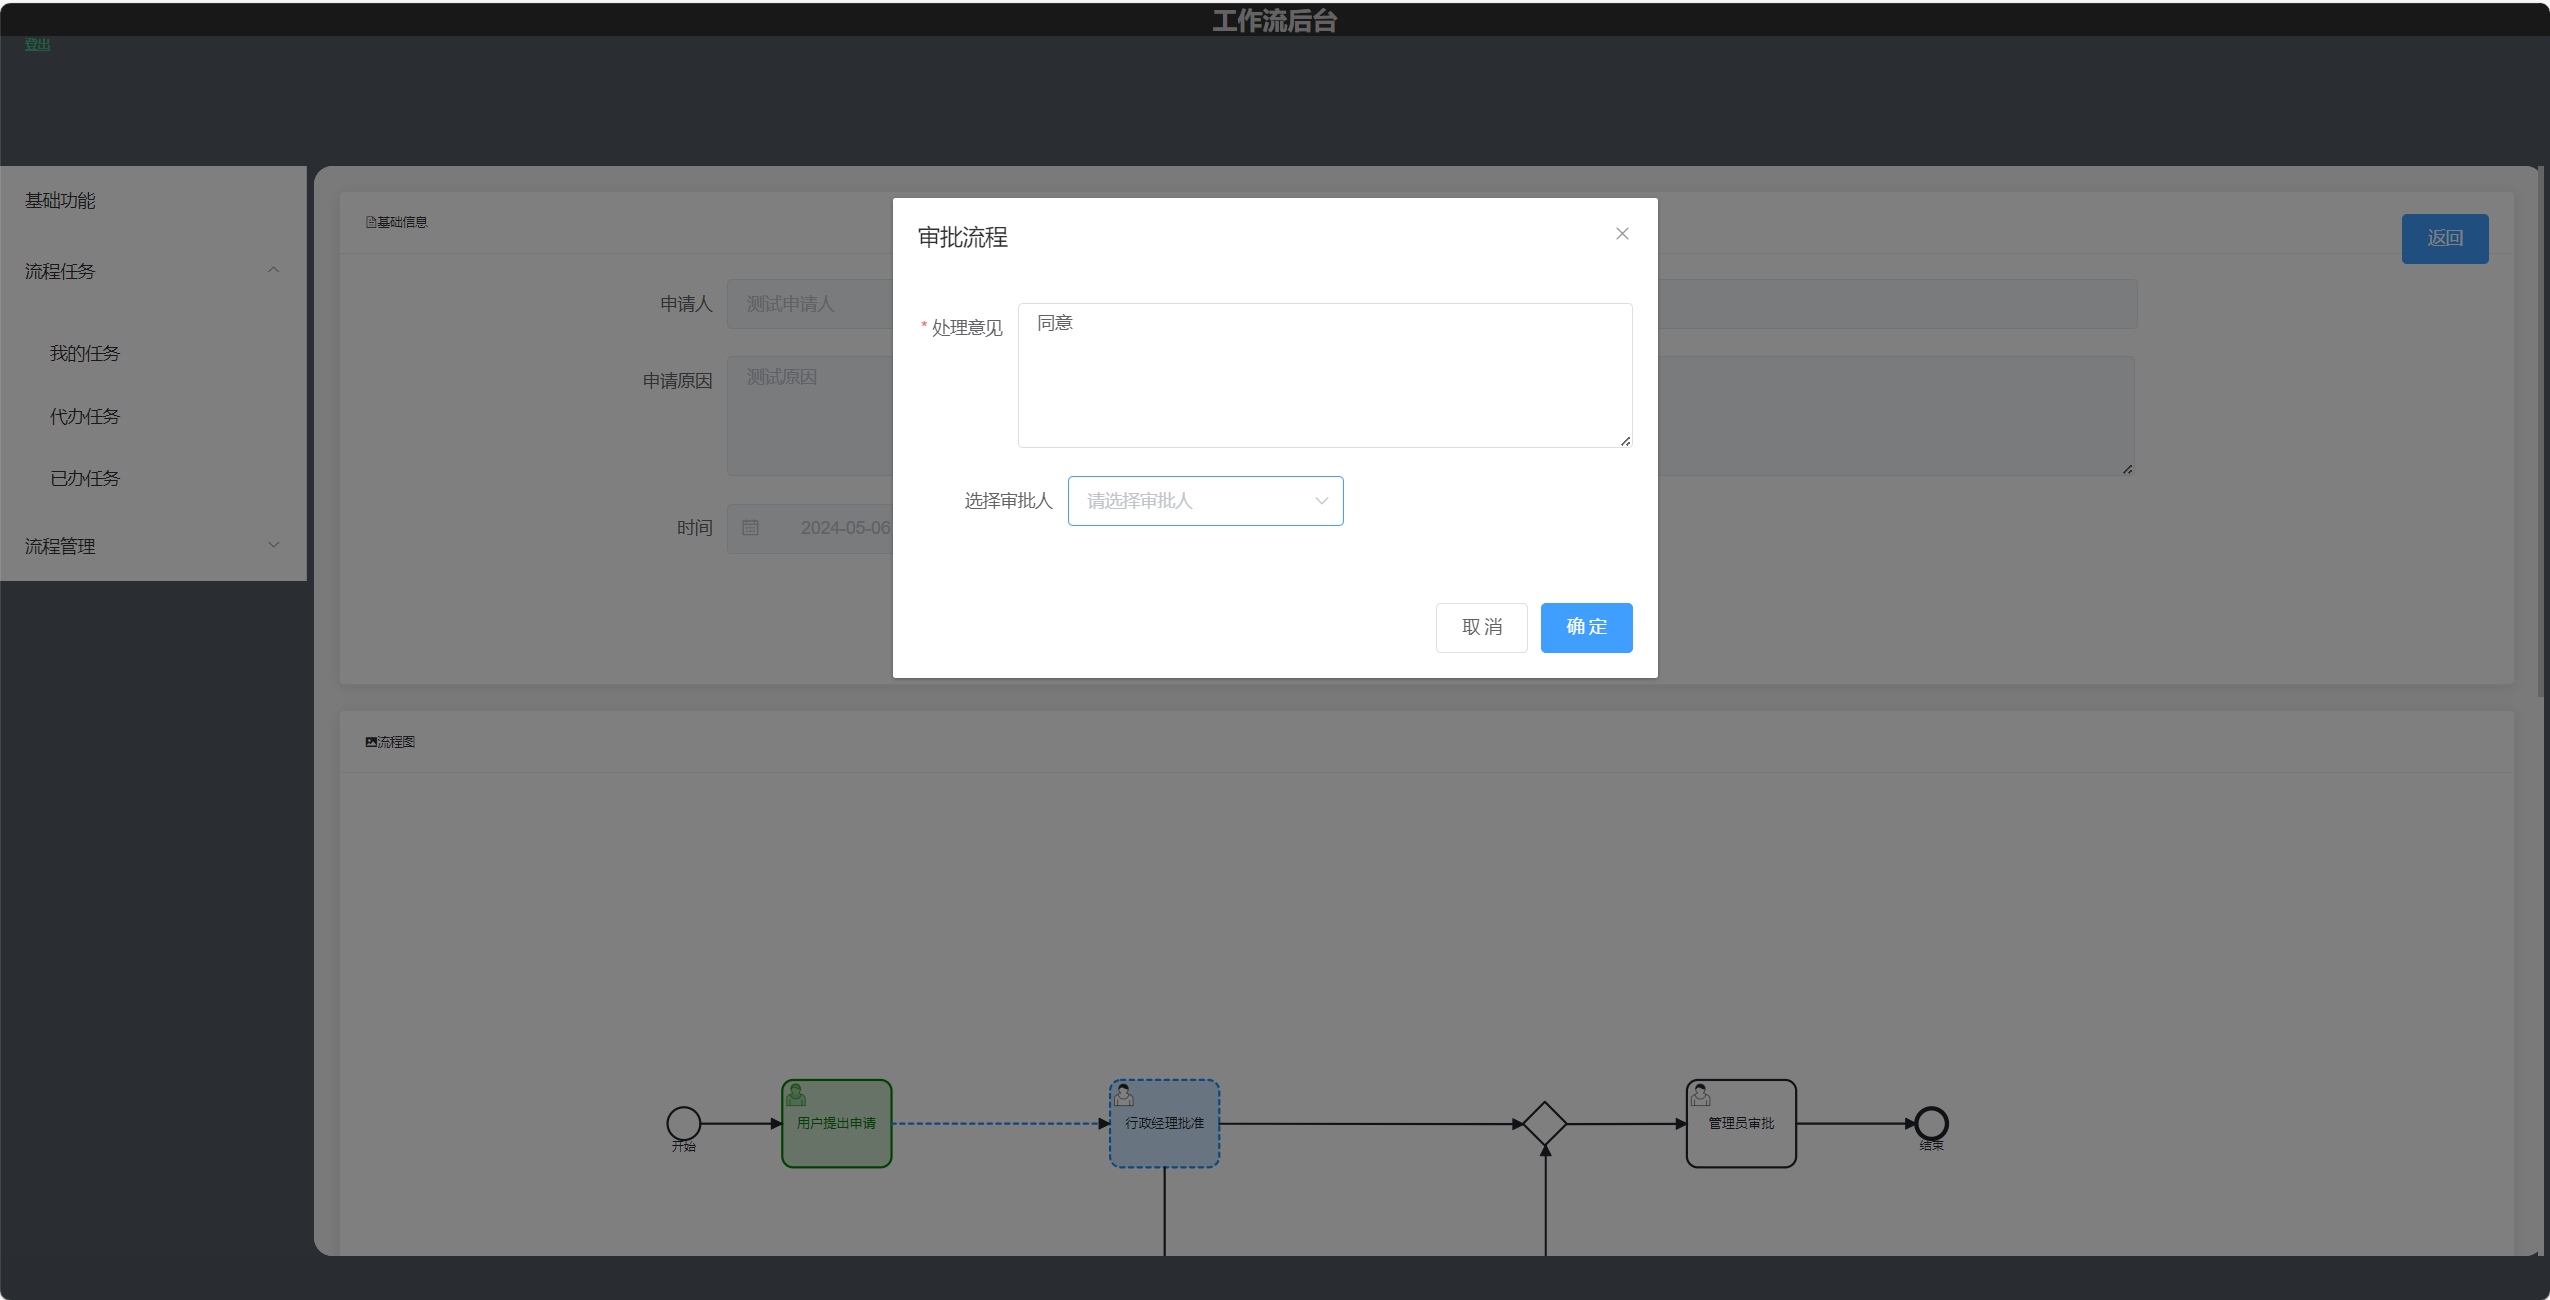 工作流后台
登出
基础功能
流程任务
我的任务
代办任务
已办任务
流程管理
基础信息
返回
申请人
测试申请人
申请原因
测试原因
时间
2024-05-06
审批流程
* 处理意见
同意
选择审批人
请选择审批人
取消
确定
流程图
开始
用户提出申请
行政经理批准
管理员审批
结束